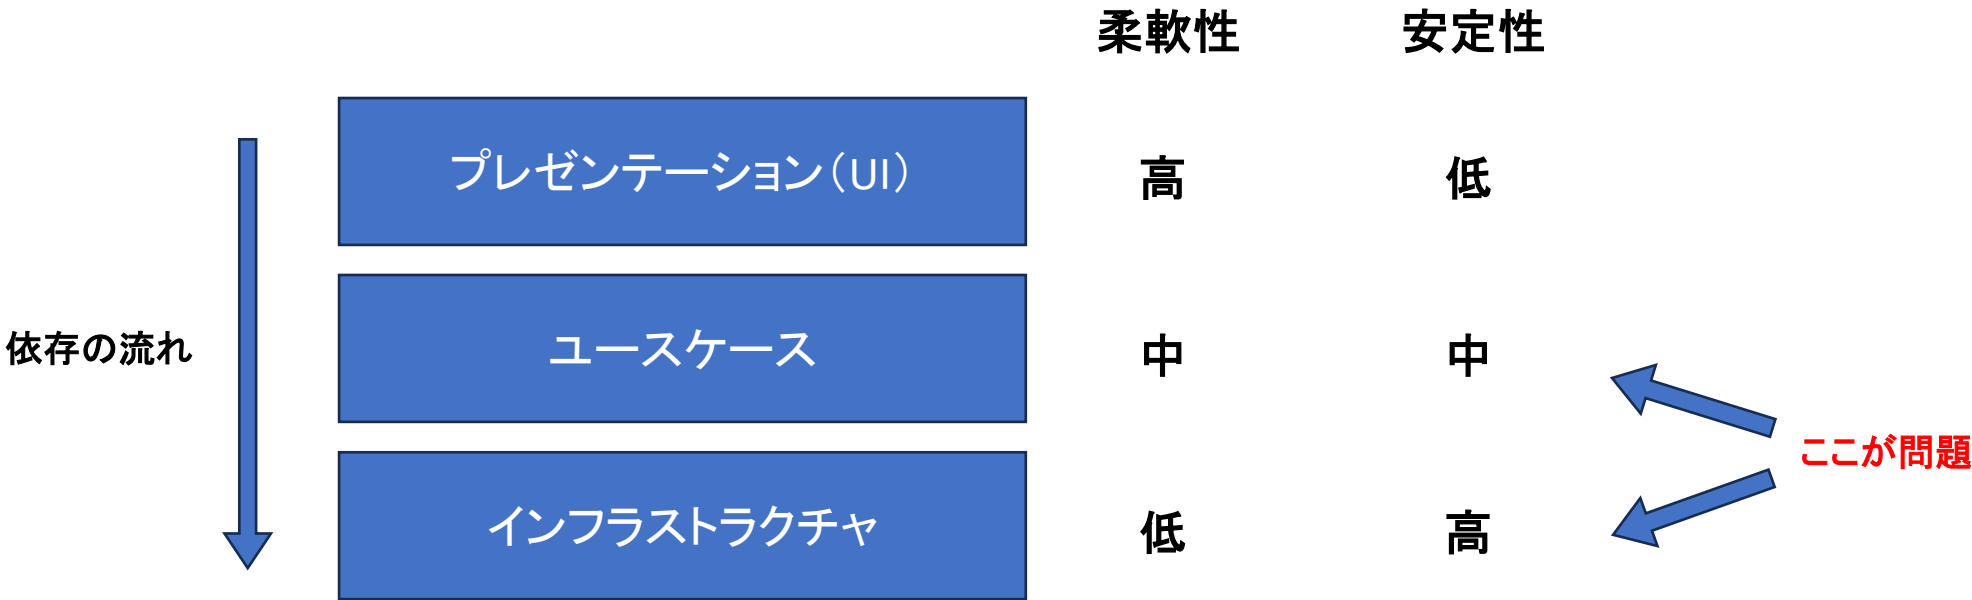 柔軟性 安定性
プレゼンテーション（UI） 高 低
依存の流れ ユースケース 中 中
ここが問題
インフラストラクチャ 低 高